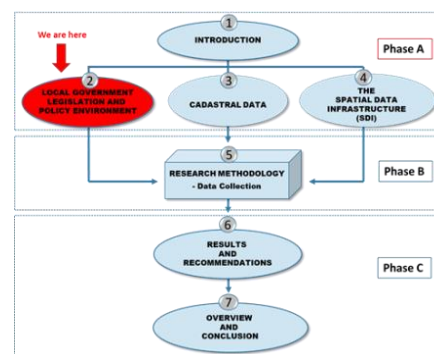 We are here
1
INTRODUCTION
Phase A
2
LOCAL GOVERNMENT
LEGISLATION AND
POLICY ENVIRONMENT
3
CADASTRAL DATA
4
THE
SPATIAL DATA
INFRASTRUCTURE
(SDI)
5
RESEARCH METHODOLOGY
- Data Collection
Phase B
6
RESULTS
AND
RECOMMENDATIONS
Phase C
7
OVERVIEW
AND
CONCLUSION